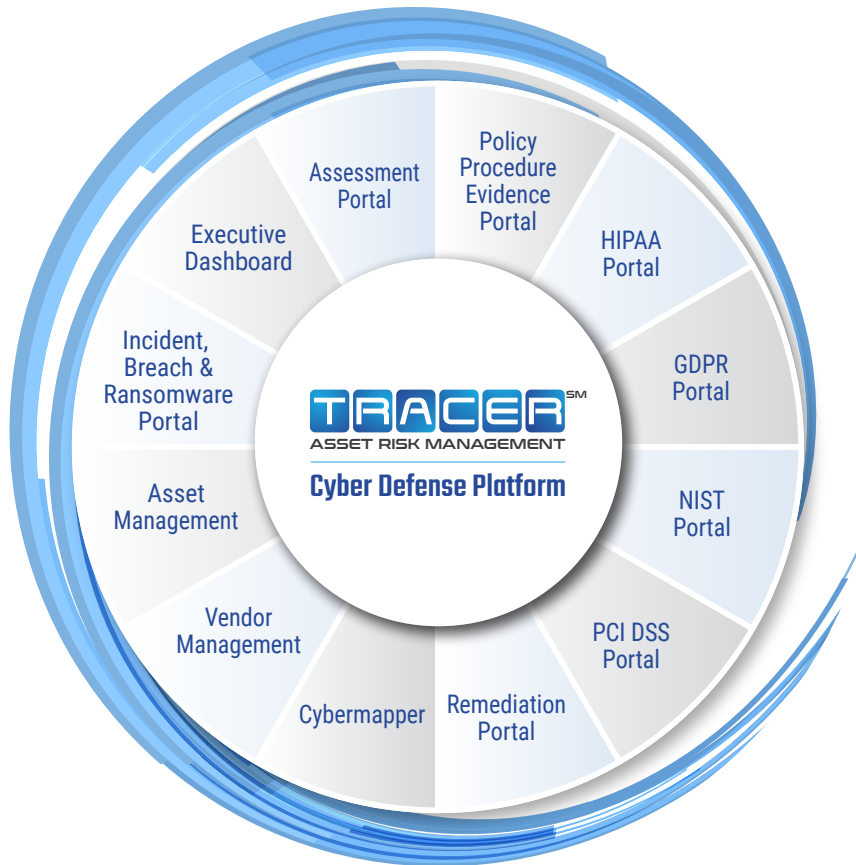 Assessment
Portal
Policy
Procedure
Evidence
Portal
HIPAA
Portal
GDPR
Portal
NIST
Portal
PCI DSS
Portal
Remediation
Portal
Cybermapper
Vendor
Management
Asset
Management
Incident,
Breach &
Ransomware
Portal
Executive
Dashboard
TRACER SM
ASSET RISK MANAGEMENT
Cyber Defense Platform